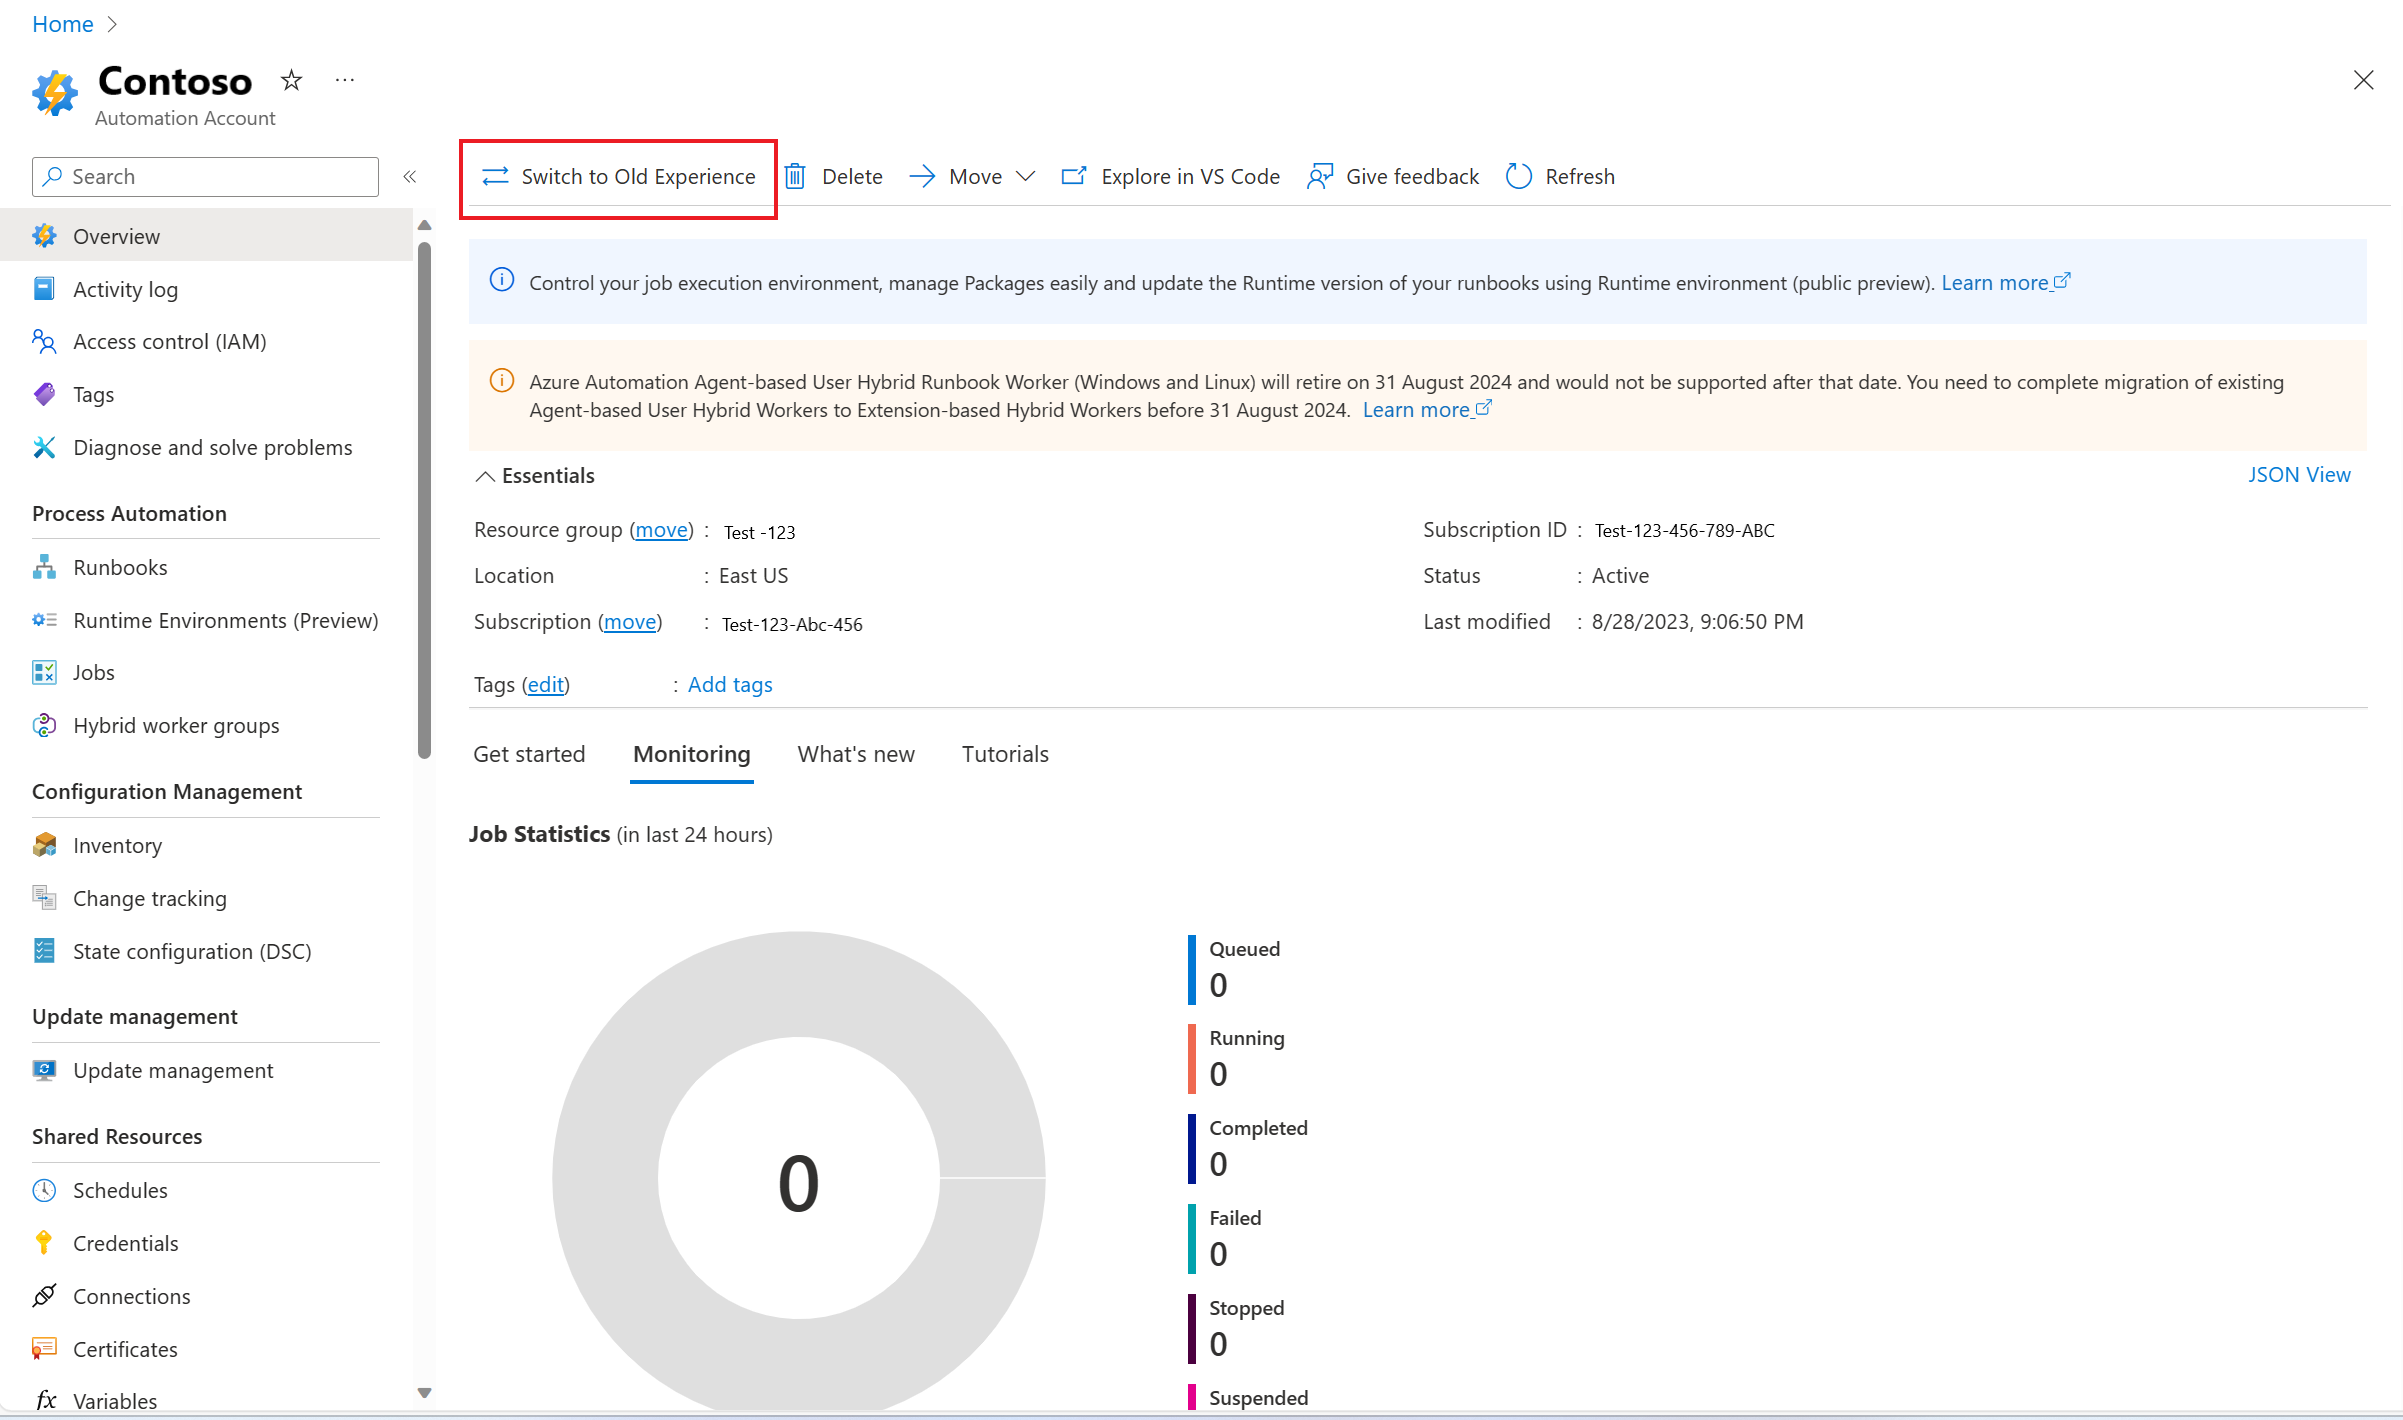 Home
Contoso
Automation Account
Search
Overview
Activity log
Access control (IAM)
Tags
Diagnose and solve problems
Process Automation
Runbooks
Runtime Environments (Preview)
Jobs
Hybrid worker groups
Configuration Management
Inventory
Change tracking
State configuration (DSC)
Update management
Update management
Shared Resources
Schedules
Credentials
Connections
Certificates
Variables
Switch to Old Experience Delete Move Explore in VS Code Give feedback Refresh
Control your job execution environment, manage Packages easily and update the Runtime version of your runbooks using Runtime environment (public preview). Learn more
Azure Automation Agent-based User Hybrid Runbook Worker (Windows and Linux) will retire on 31 August 2024 and would not be supported after that date. You need to complete migration of existing
Agent-based User Hybrid Workers to Extension-based Hybrid Workers before 31 August 2024. Learn more
Essentials JSON View
Resource group (move) : Test -123
Location : East US
Subscription (move) : Test-123-Abc-456
Subscription ID : Test-123-456-789-ABC
Status : Active
Last modified : 8/28/2023, 9:06:50 PM
Tags (edit) : Add tags
Get started Monitoring What's new Tutorials
Job Statistics (in last 24 hours)
0
Queued
0
Running
0
Completed
0
Failed
0
Stopped
0
Suspended